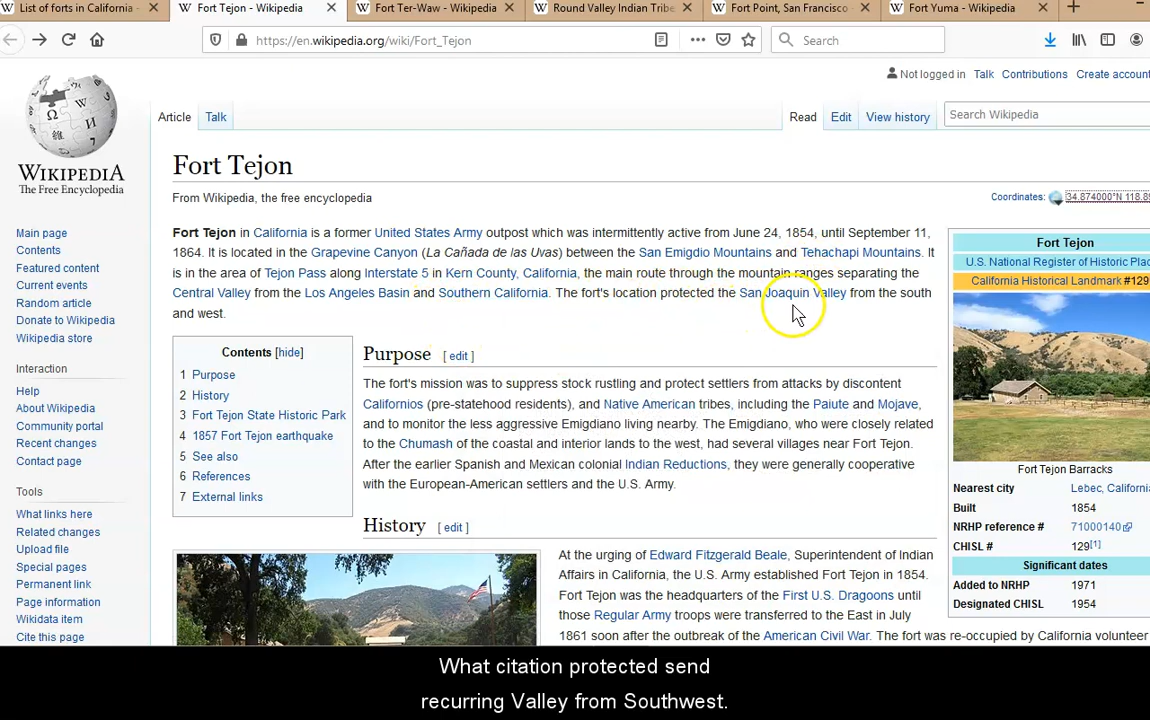 List of forts in California -
Fort Tejon - Wikipedia
Fort Ter-Waw - Wikipedia
Round Valley Indian Tribe
Fort Point, San Francisco -
Fort Yuma - Wikipedia
https://en.wikipedia.org/wiki/Fort_Tejon
Search
Not logged in Talk Contributions Create account
Article Talk
Read Edit View history
Search Wikipedia
WIKIPEDIA
The Free Encyclopedia
Main page
Contents
Featured content
Current events
Random article
Donate to Wikipedia
Wikipedia store
Interaction
Help
About Wikipedia
Community portal
Recent changes
Contact page
Tools
What links here
Related changes
Upload file
Special pages
Permanent link
Page information
Wikidata item
Cite this page
Fort Tejon
From Wikipedia, the free encyclopedia
Coordinates: 34.874000°N 118.8
Fort Tejon in California is a former United States Army outpost which was intermittently active from June 24, 1854, until September 11,
1864. It is located in the Grapevine Canyon (La Cañada de las Uvas) between the San Emigdio Mountains and Tehachapi Mountains. It
is in the area of Tejon Pass along Interstate 5 in Kern County, California, the main route through the mountain ranges separating the
Central Valley from the Los Angeles Basin and Southern California. The fort's location protected the San Joaquin Valley from the south
and west.
Contents [hide]
1 Purpose
2 History
3 Fort Tejon State Historic Park
4 1857 Fort Tejon earthquake
5 See also
6 References
7 External links
Purpose [ edit ]
The fort's mission was to suppress stock rustling and protect settlers from attacks by discontent
Californios (pre-statehood residents), and Native American tribes, including the Paiute and Mojave,
and to monitor the less aggressive Emigdiano living nearby. The Emigdiano, who were closely related
to the Chumash of the coastal and interior lands to the west, had several villages near Fort Tejon.
After the earlier Spanish and Mexican colonial Indian Reductions, they were generally cooperative
with the European-American settlers and the U.S. Army.
History [ edit ]
At the urging of Edward Fitzgerald Beale, Superintendent of Indian
Affairs in California, the U.S. Army established Fort Tejon in 1854.
Fort Tejon was the headquarters of the First U.S. Dragoons until
those Regular Army troops were transferred to the East in July
1861 soon after the outbreak of the American Civil War. The fort was re-occupied by California volunteer
Fort Tejon
U.S. National Register of Historic Plac
California Historical Landmark #129
Fort Tejon Barracks
Nearest city Lebec, California
Built 1854
NRHP reference # 71000140
CHISL # 129[1]
Significant dates
Added to NRHP 1971
Designated CHISL 1954
What citation protected send
recurring Valley from Southwest.